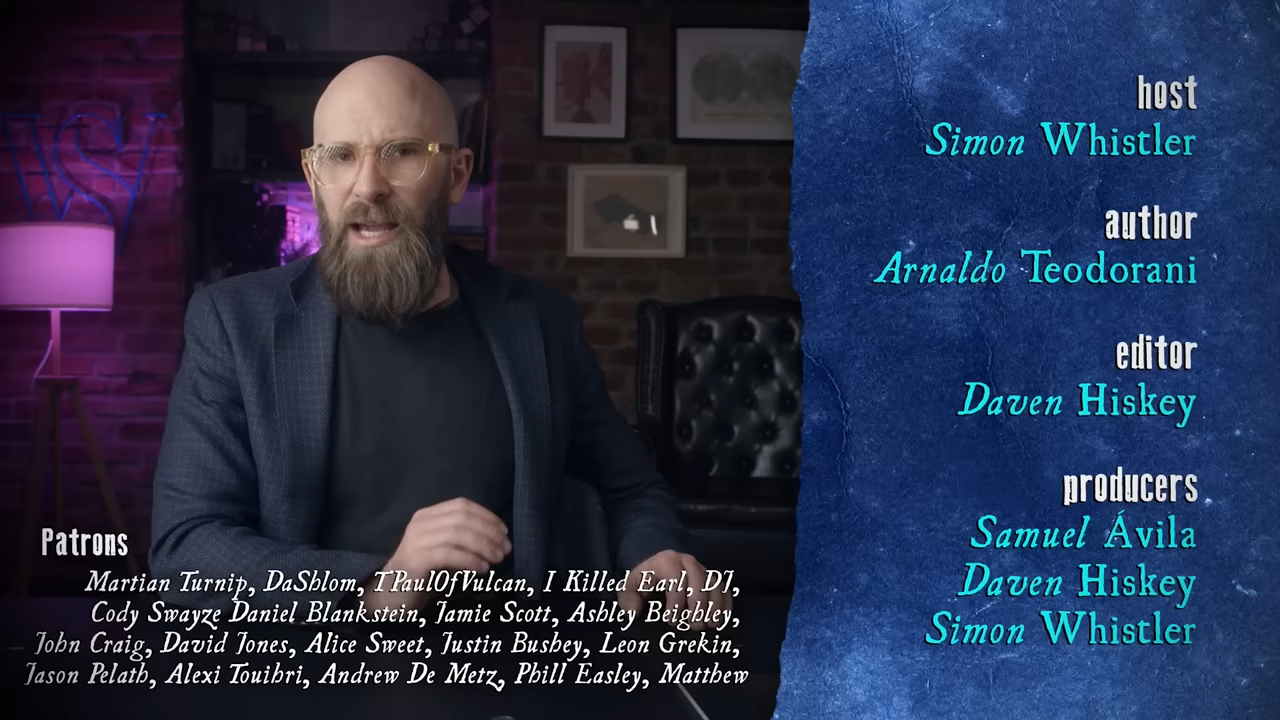 host
Simon Whistler
author
Arnaldo Teodorani
editor
Daven Hiskey
producers
Samuel Ávila
Daven Hiskey
Simon Whistler
Patrons
Martian Turnip, DaShlom, TPaulOfVulcan, I Killed Earl, DJ,
Cody Swayze Daniel Blankstein, Jamie Scott, Ashley Beighley,
John Craig, David Jones, Alice Sweet, Justin Bushey, Leon Grekin,
Jason Pelath, Alexi Touihri, Andrew De Metz, Phill Easley, Matthew